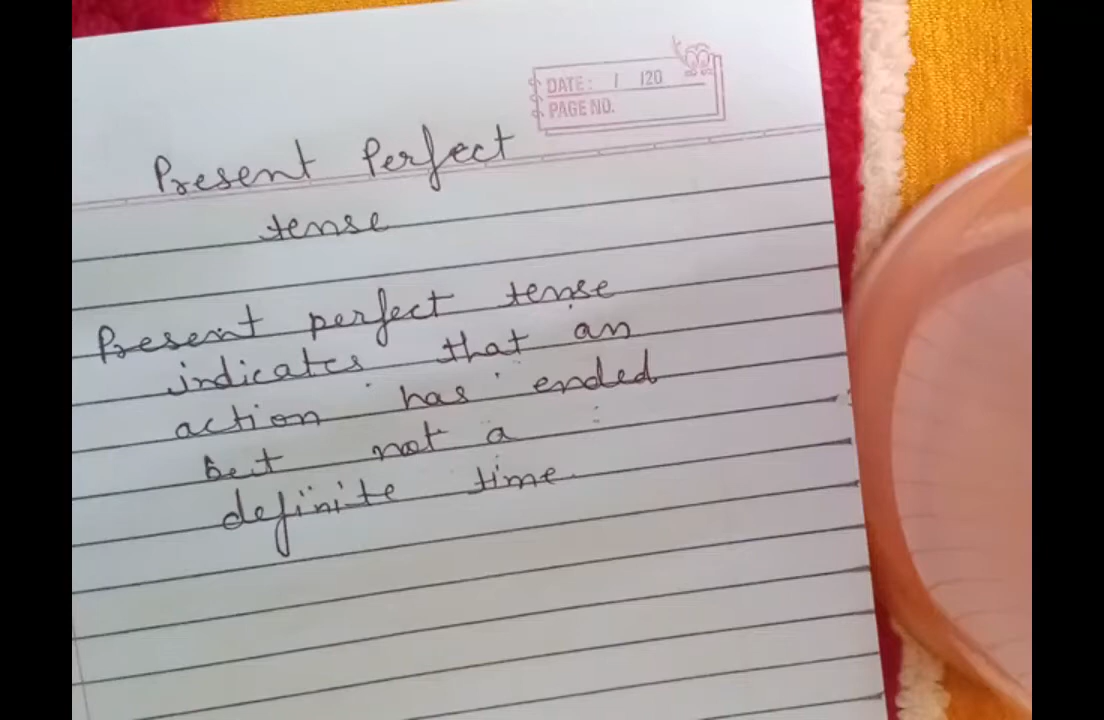 DATE: / /20
PAGE NO.
Present Perfect
tense
Present perfect tense
indicates that an
action has ended
but not a
definite time